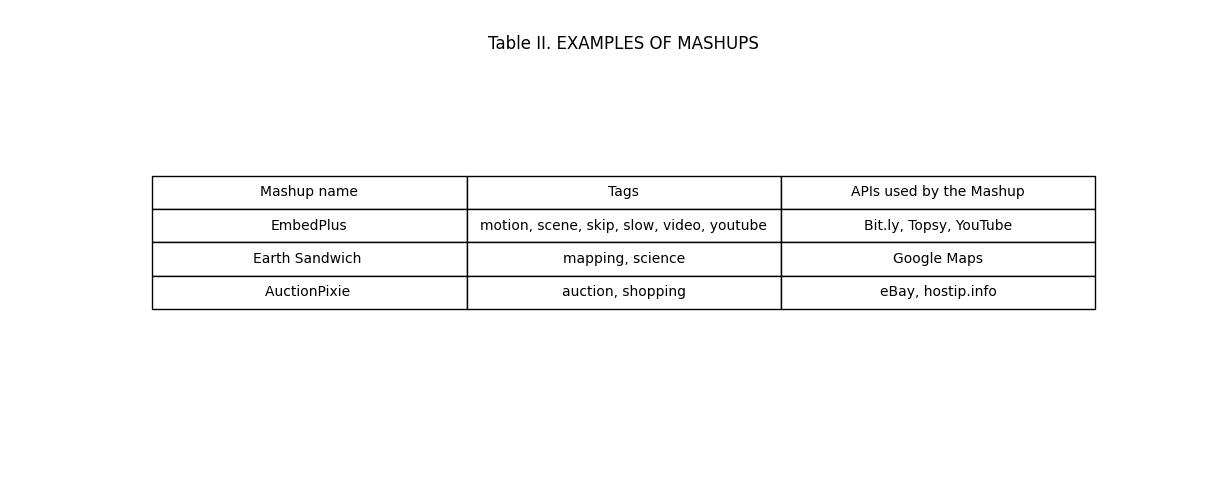 Table II. EXAMPLES OF MASHUPS
Mashup name Tags APIs used by the Mashup
EmbedPlus motion, scene, skip, slow, video, youtube Bit.ly, Topsy, YouTube
Earth Sandwich mapping, science Google Maps
AuctionPixie auction, shopping eBay, hostip.info